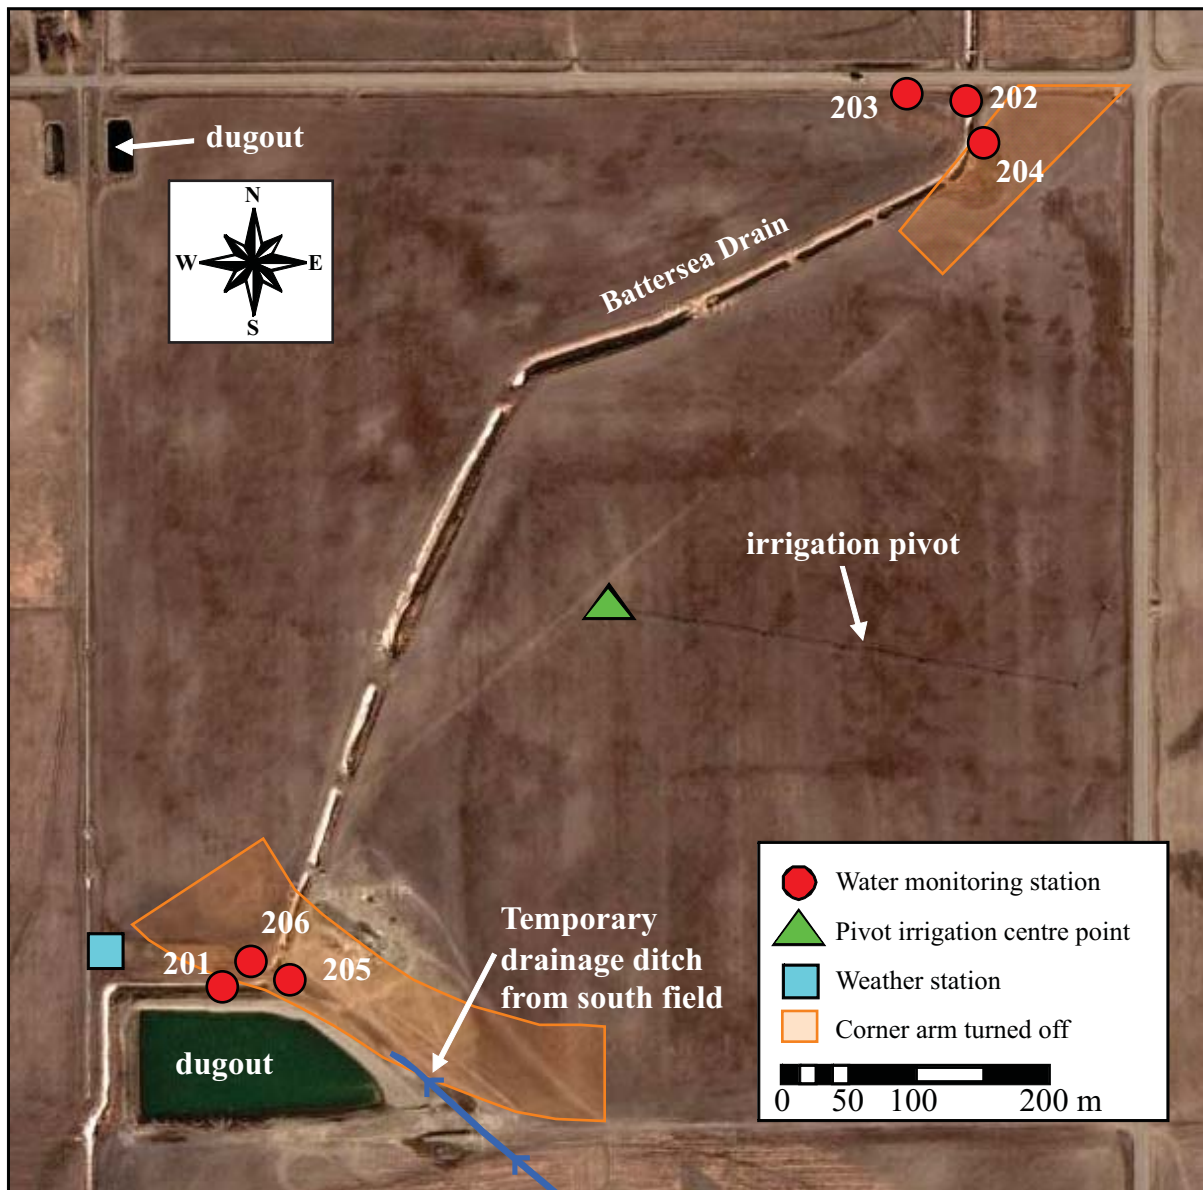 203
202
204
dugout
N
W
E
S
Battersea Drain
irrigation pivot
206
201
205
Temporary
drainage ditch
from south field
dugout
Water monitoring station
Pivot irrigation centre point
Weather station
Corner arm turned off
0 50 100 200 m